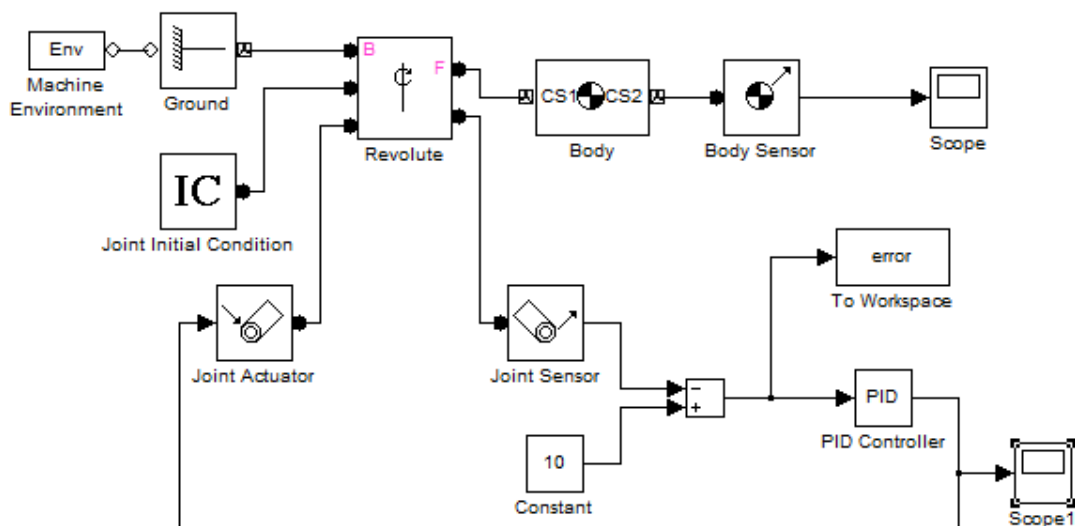 Env
Machine
Environment
Ground
B
F
Revolute
CS1
CS2
Body
Body Sensor
Scope
IC
Joint Initial Condition
error
To Workspace
Joint Actuator
Joint Sensor
−
+
PID
PID Controller
10
Constant
Scope1